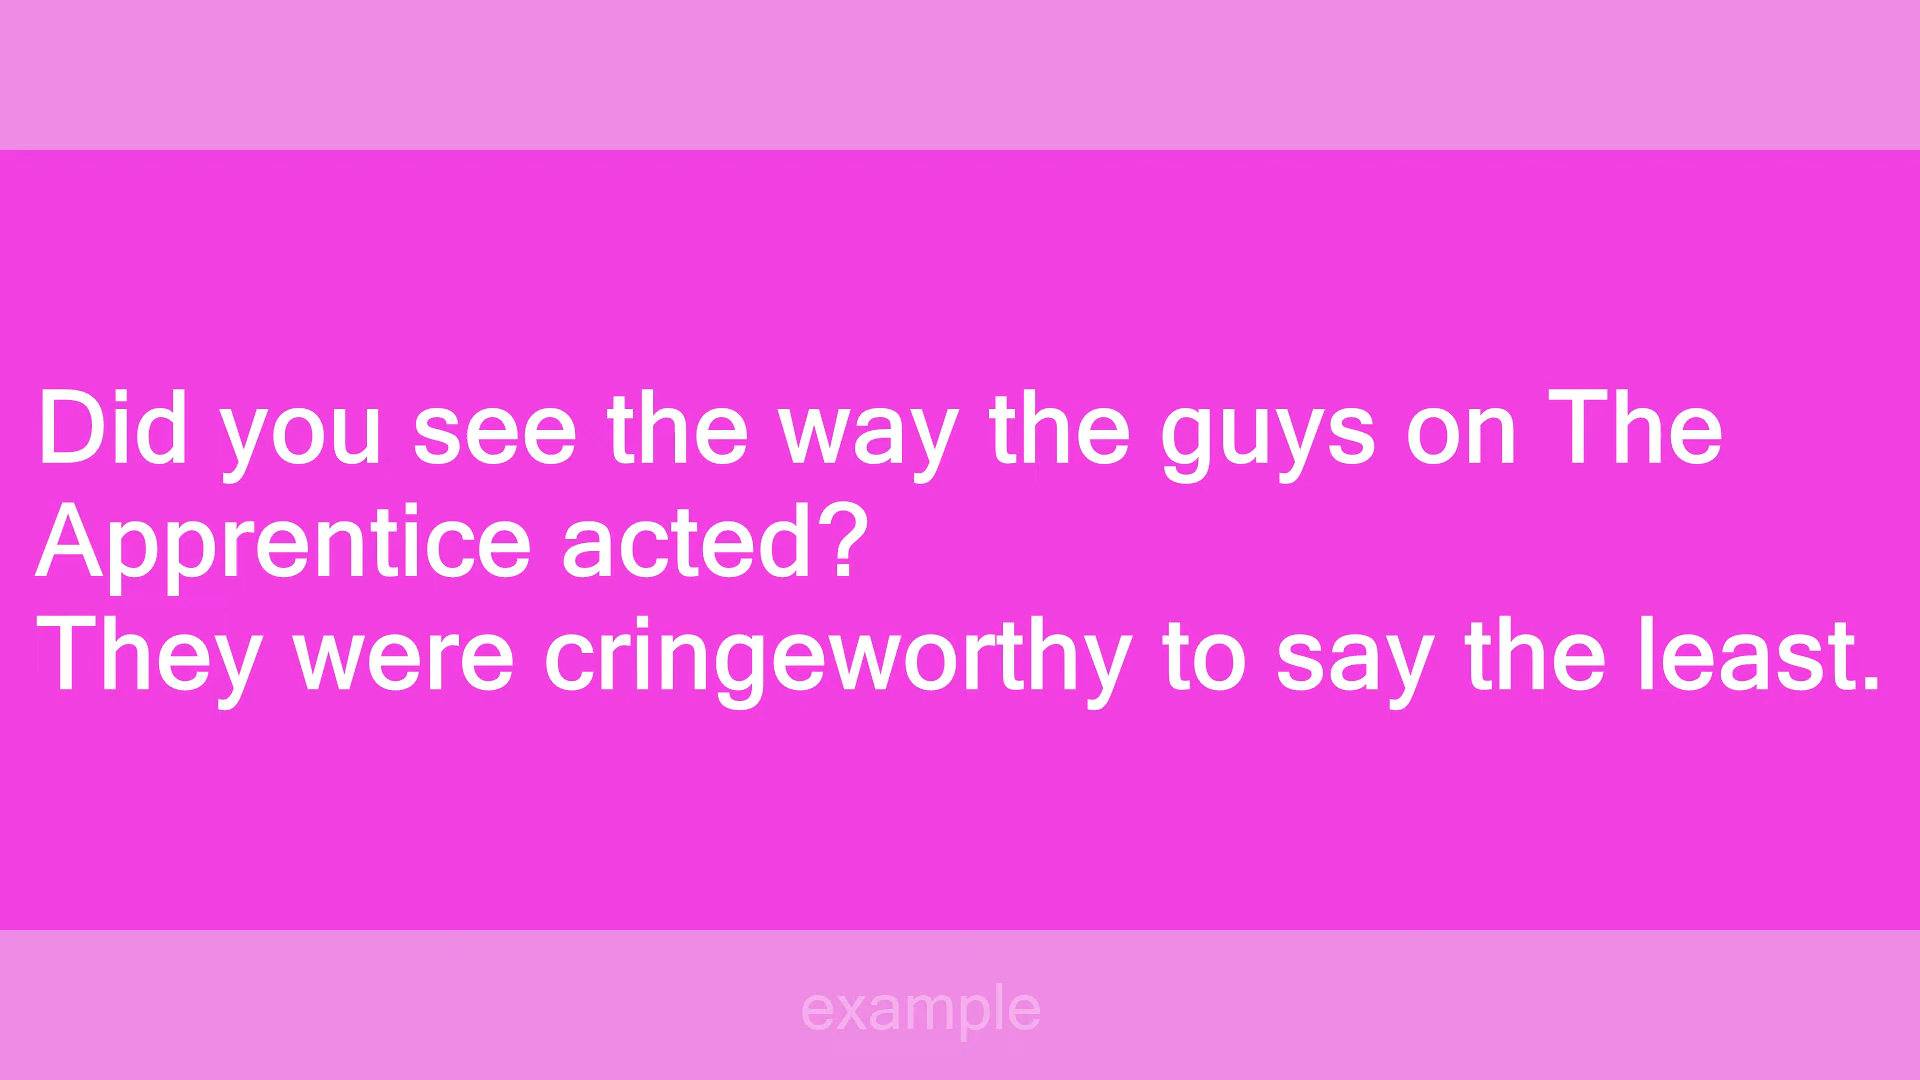 Did you see the way the guys on The
Apprentice acted?
They were cringeworthy to say the least.
example